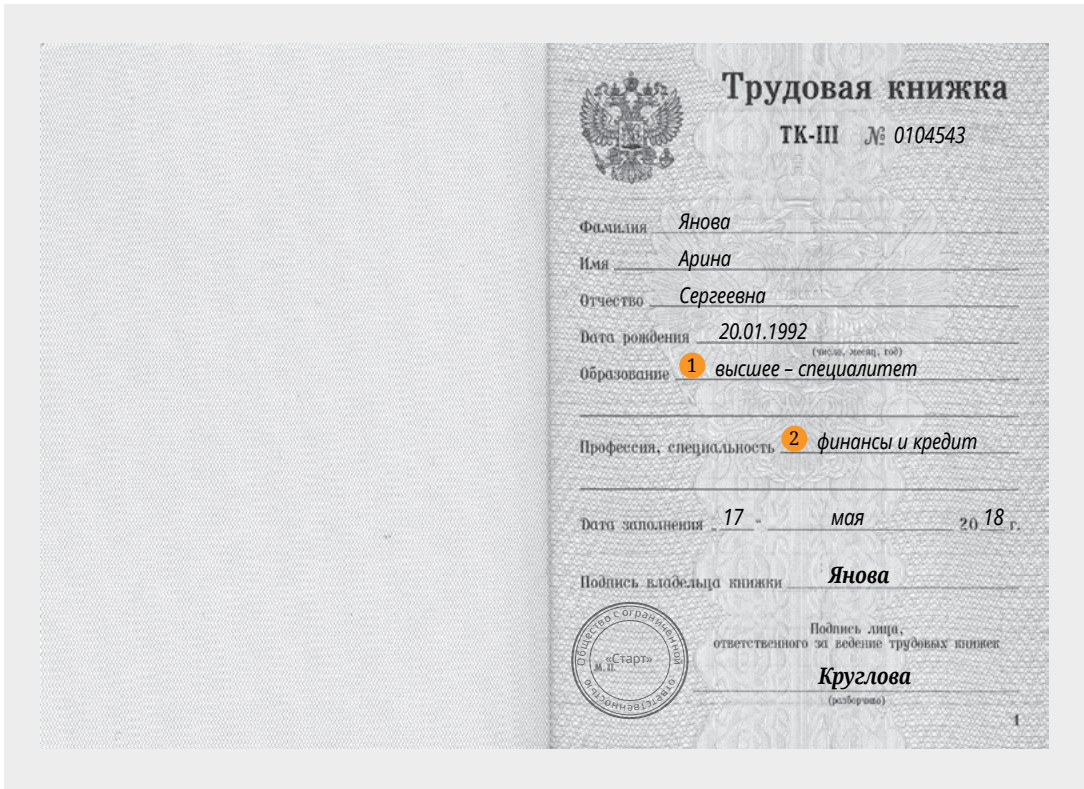 Трудовая книжка
ТК-III № 0104543
Фамилия Янова
Имя Арина
Отчество Сергеевна
Дата рождения 20.01.1992
(число, месяц, год)
Образование 1 высшее – специалитет
Профессия, специальность 2 финансы и кредит
Дата заполнения „17“ мая 2018 г.
Подпись владельца книжки Янова
Общество с ограниченной ответственностью
«Старт»
М. П.
Подпись лица,
ответственного за ведение трудовых книжек
Круглова
(разборчиво)
1